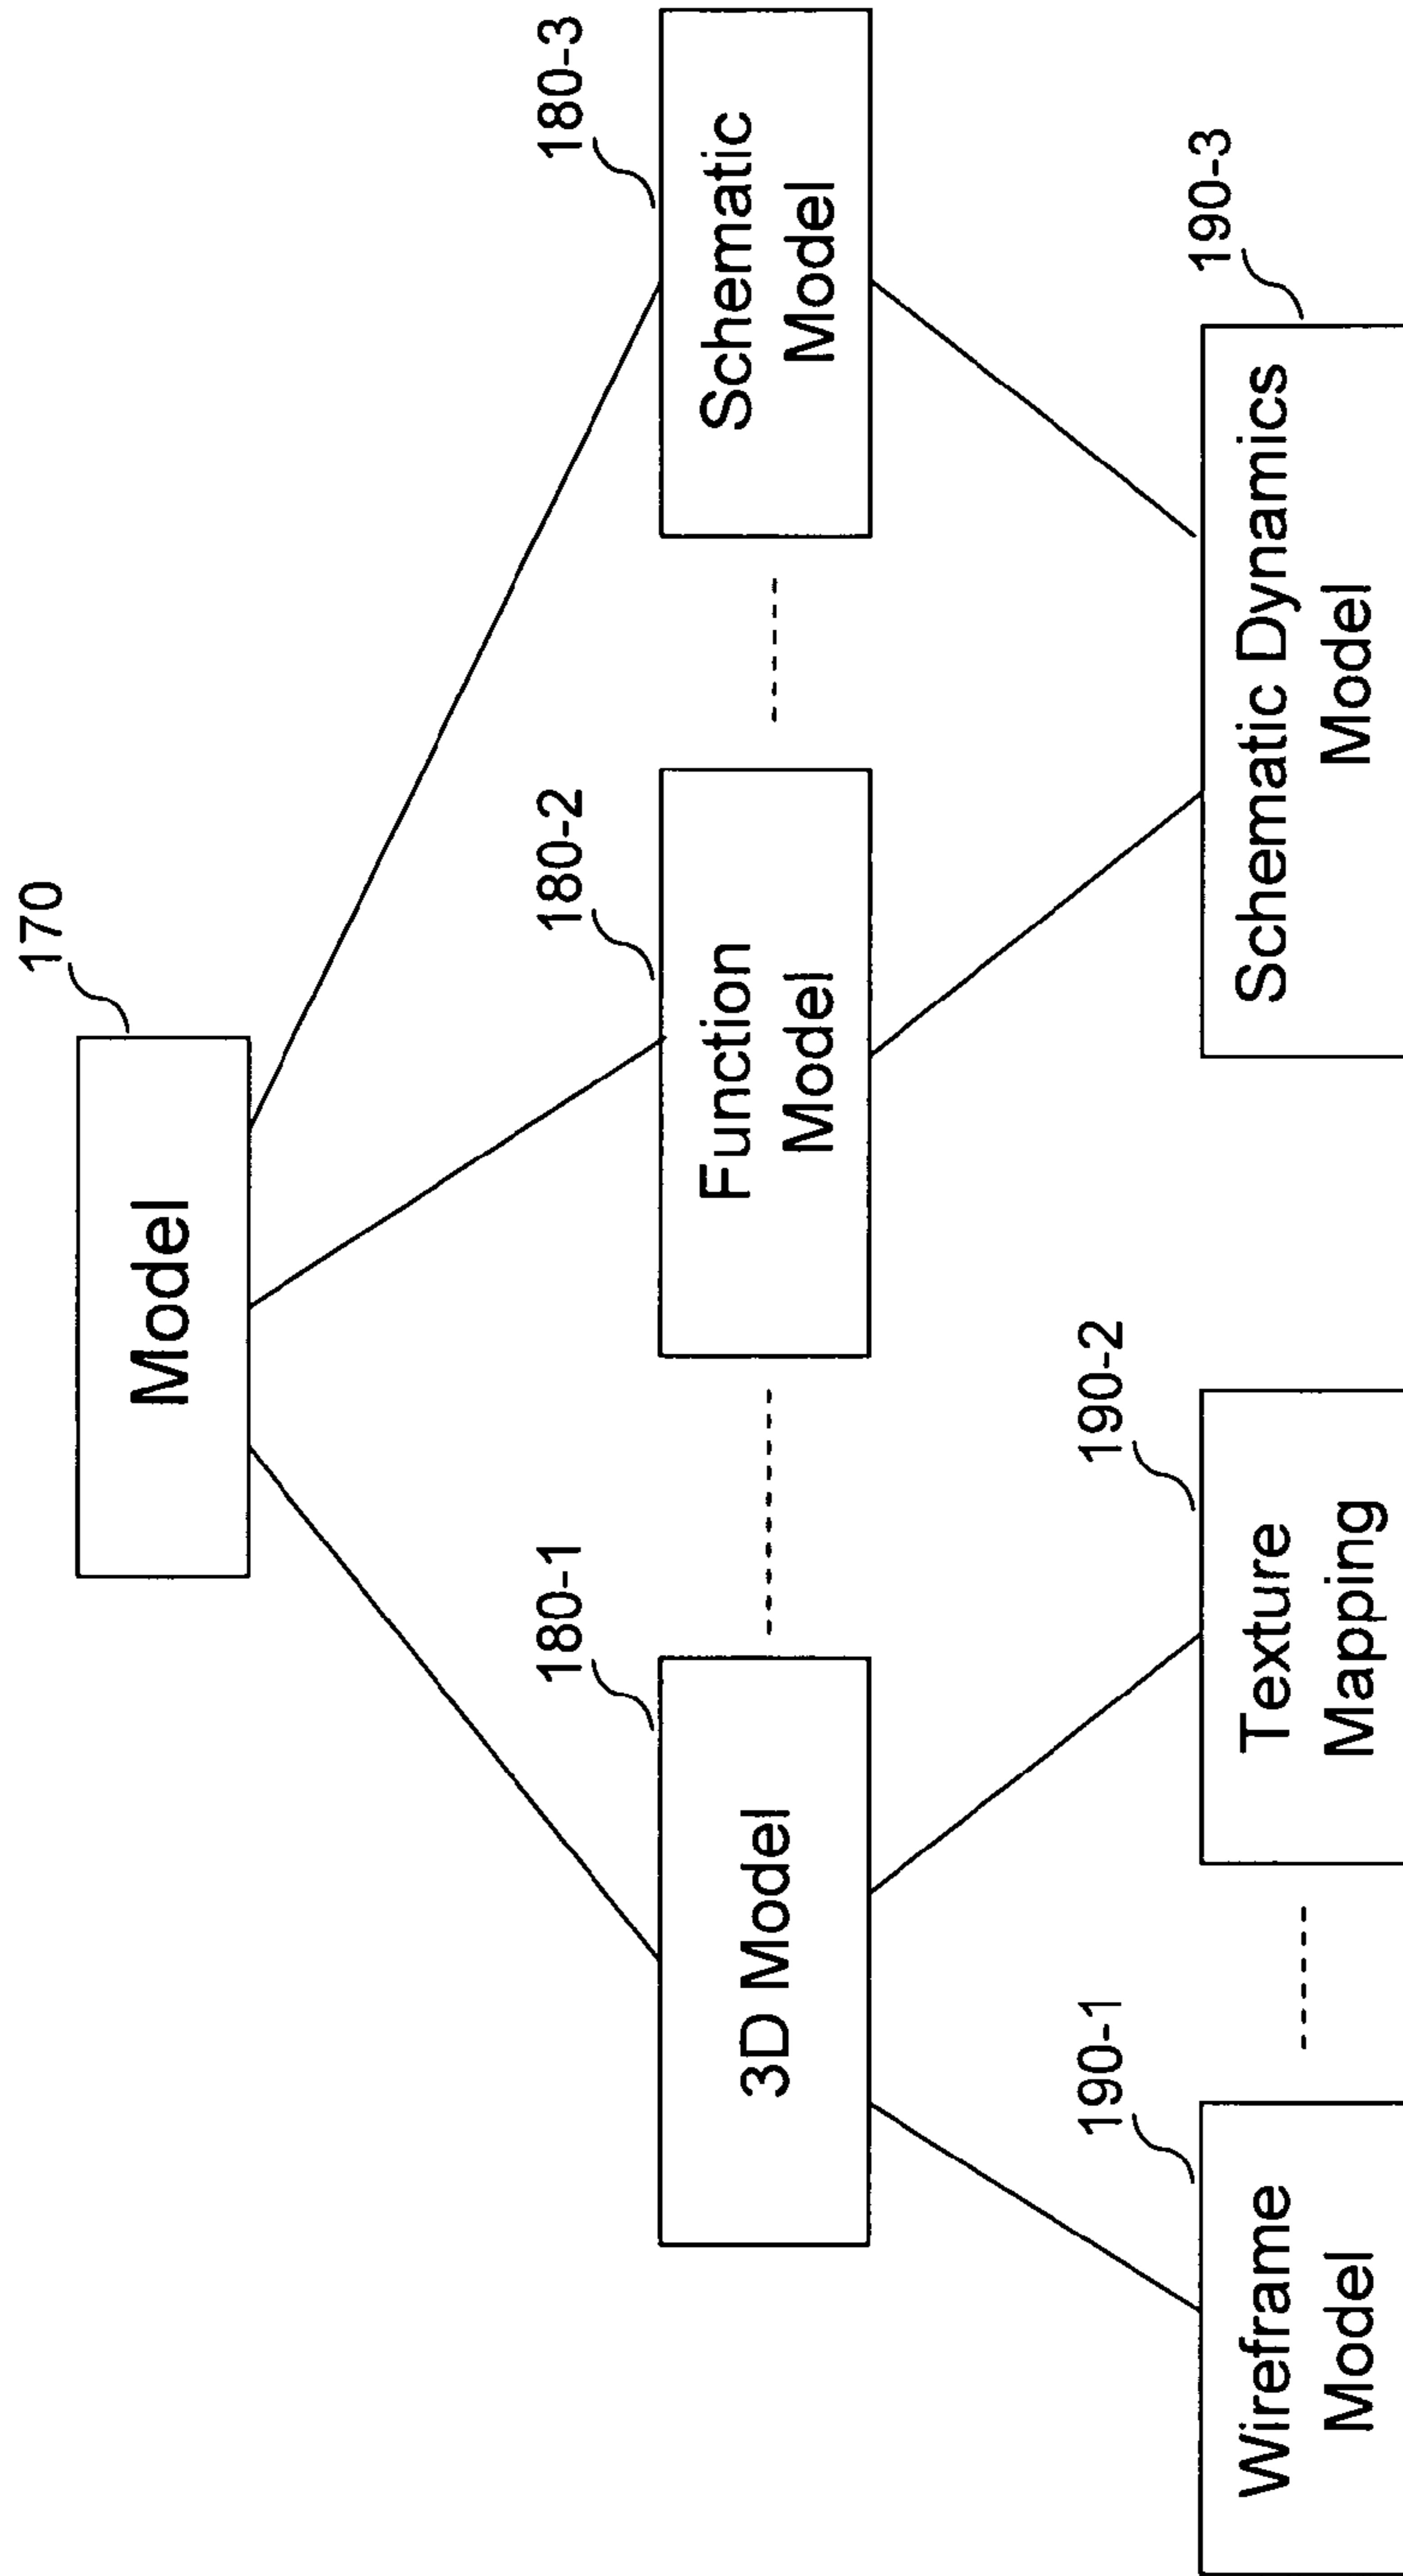 170
Model
180-1
3D Model
180-2
Function
Model
180-3
Schematic
Model
190-1
Wireframe
Model
190-2
Texture
Mapping
190-3
Schematic Dynamics
Model